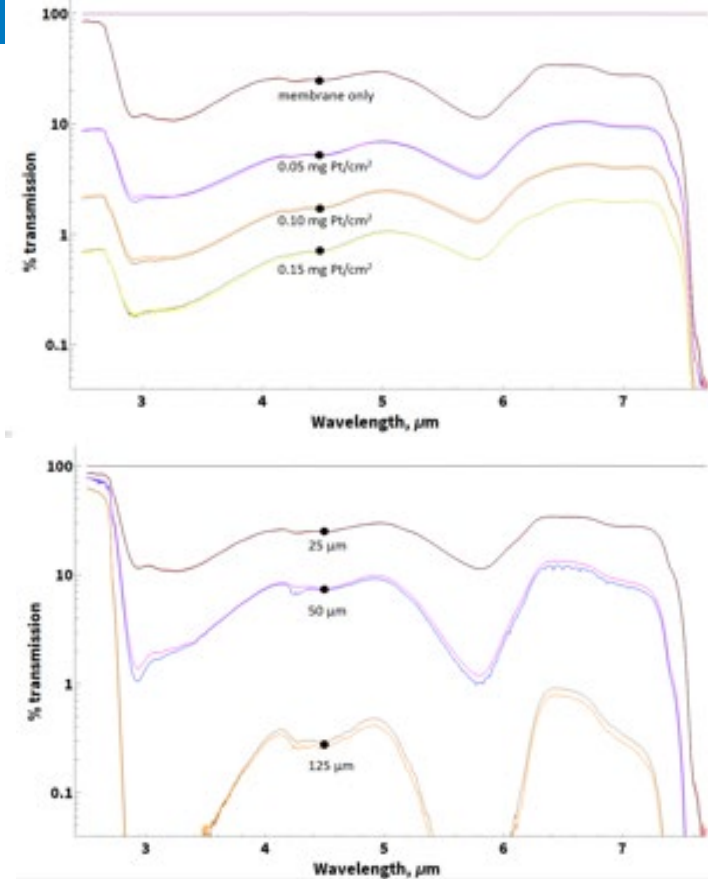 100
membrane only
10
0.05 mg Pt/cm²
0.10 mg Pt/cm²
1
0.15 mg Pt/cm²
0.1
% transmission
3 4 5 6 7
Wavelength, μm
100
25 μm
10
50 μm
1
125 μm
0.1
% transmission
3 4 5 6 7
Wavelength, μm